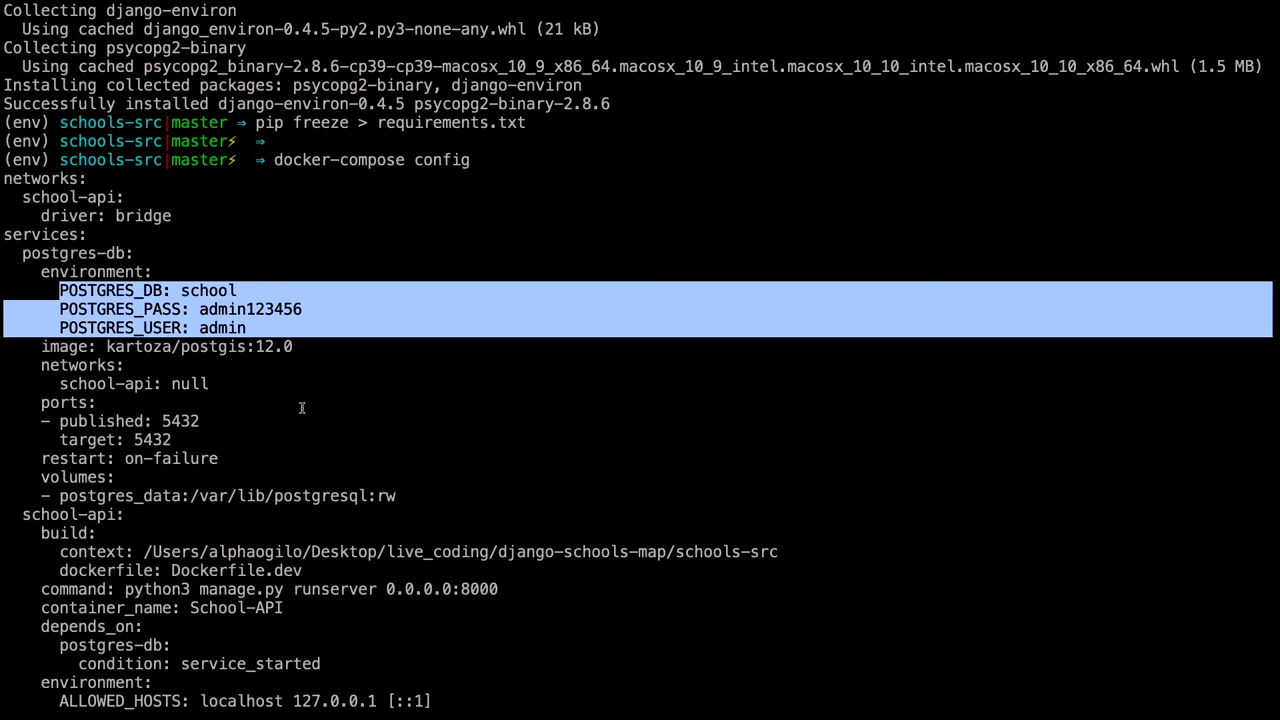 Collecting django-environ
  Using cached django_environ-0.4.5-py2.py3-none-any.whl (21 kB)
Collecting psycopg2-binary
  Using cached psycopg2_binary-2.8.6-cp39-cp39-macosx_10_9_x86_64.macosx_10_9_intel.macosx_10_10_intel.macosx_10_10_x86_64.whl (1.5 MB)
Installing collected packages: psycopg2-binary, django-environ
Successfully installed django-environ-0.4.5 psycopg2-binary-2.8.6
(env) schools-src|master ⇒ pip freeze > requirements.txt
(env) schools-src|master⚡ ⇒
(env) schools-src|master⚡ ⇒ docker-compose config
networks:
  school-api:
    driver: bridge
services:
  postgres-db:
    environment:
      POSTGRES_DB: school
      POSTGRES_PASS: admin123456
      POSTGRES_USER: admin
    image: kartoza/postgis:12.0
    networks:
      school-api: null
    ports:
    - published: 5432
      target: 5432
    restart: on-failure
    volumes:
    - postgres_data:/var/lib/postgresql:rw
  school-api:
    build:
      context: /Users/alphaogilo/Desktop/live_coding/django-schools-map/schools-src
      dockerfile: Dockerfile.dev
    command: python3 manage.py runserver 0.0.0.0:8000
    container_name: School-API
    depends_on:
      postgres-db:
        condition: service_started
    environment:
      ALLOWED_HOSTS: localhost 127.0.0.1 [::1]